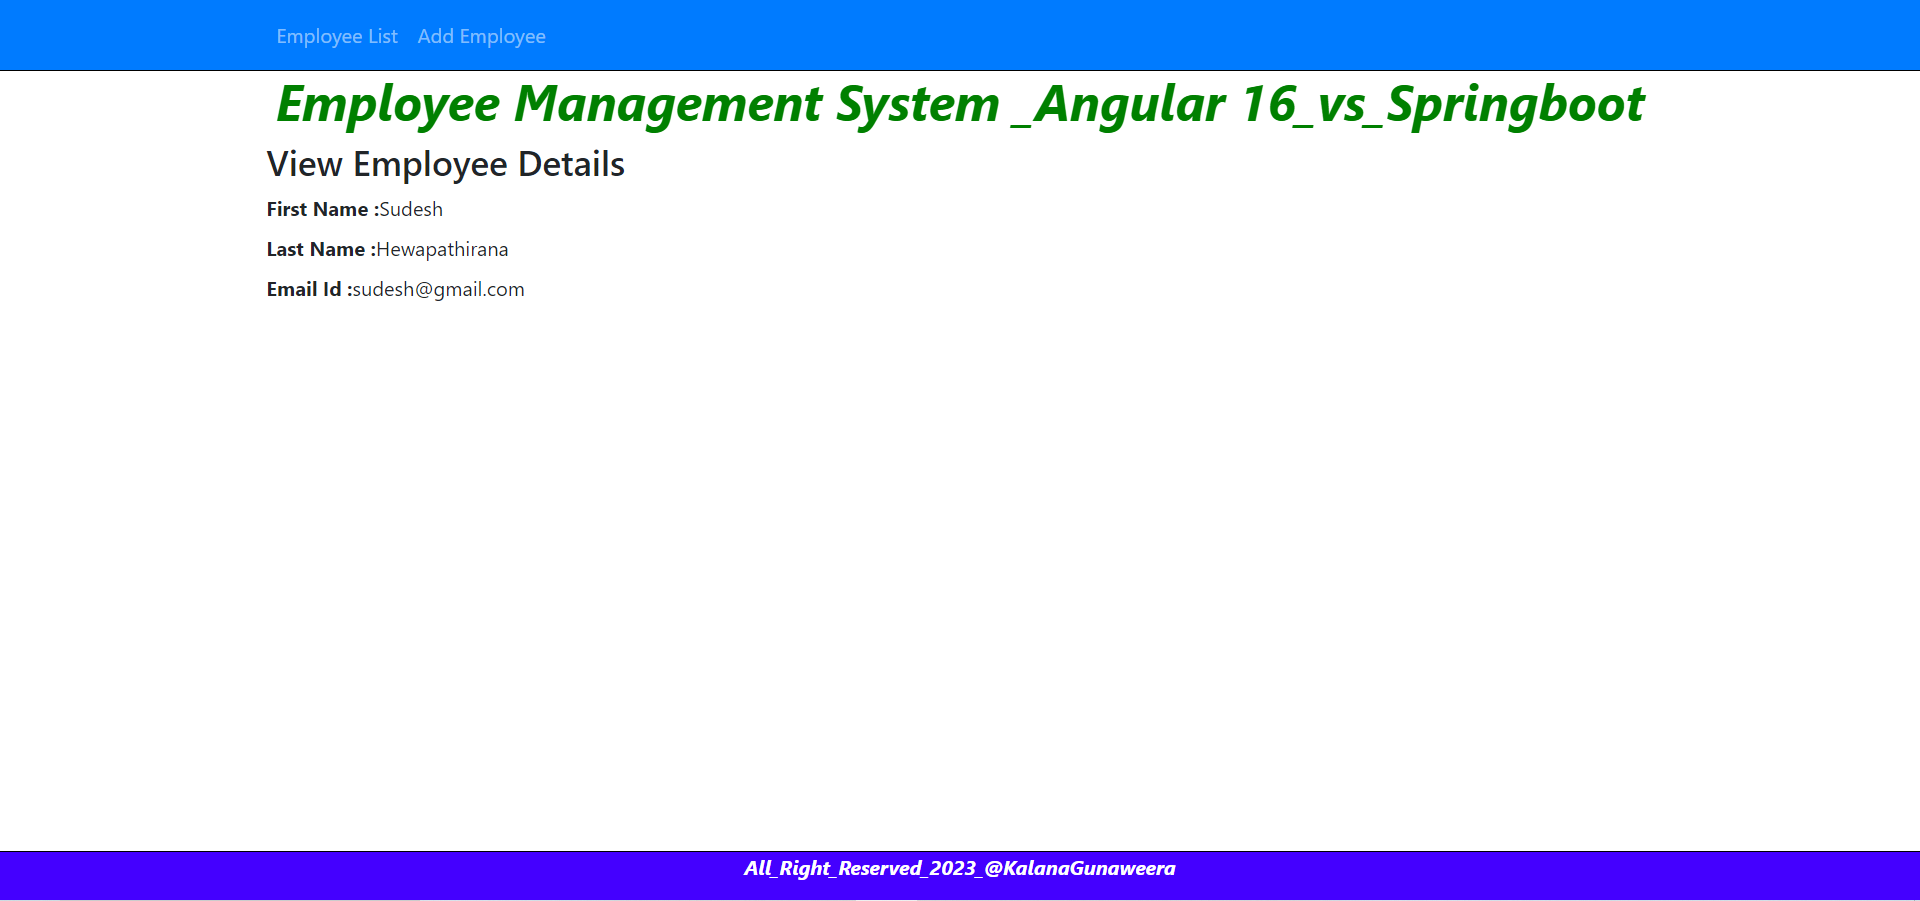 Employee List Add Employee
Employee Management System _Angular 16_vs_Springboot
View Employee Details
First Name :Sudesh
Last Name :Hewapathirana
Email Id :sudesh@gmail.com
All_Right_Reserved_2023_@KalanaGunaweera